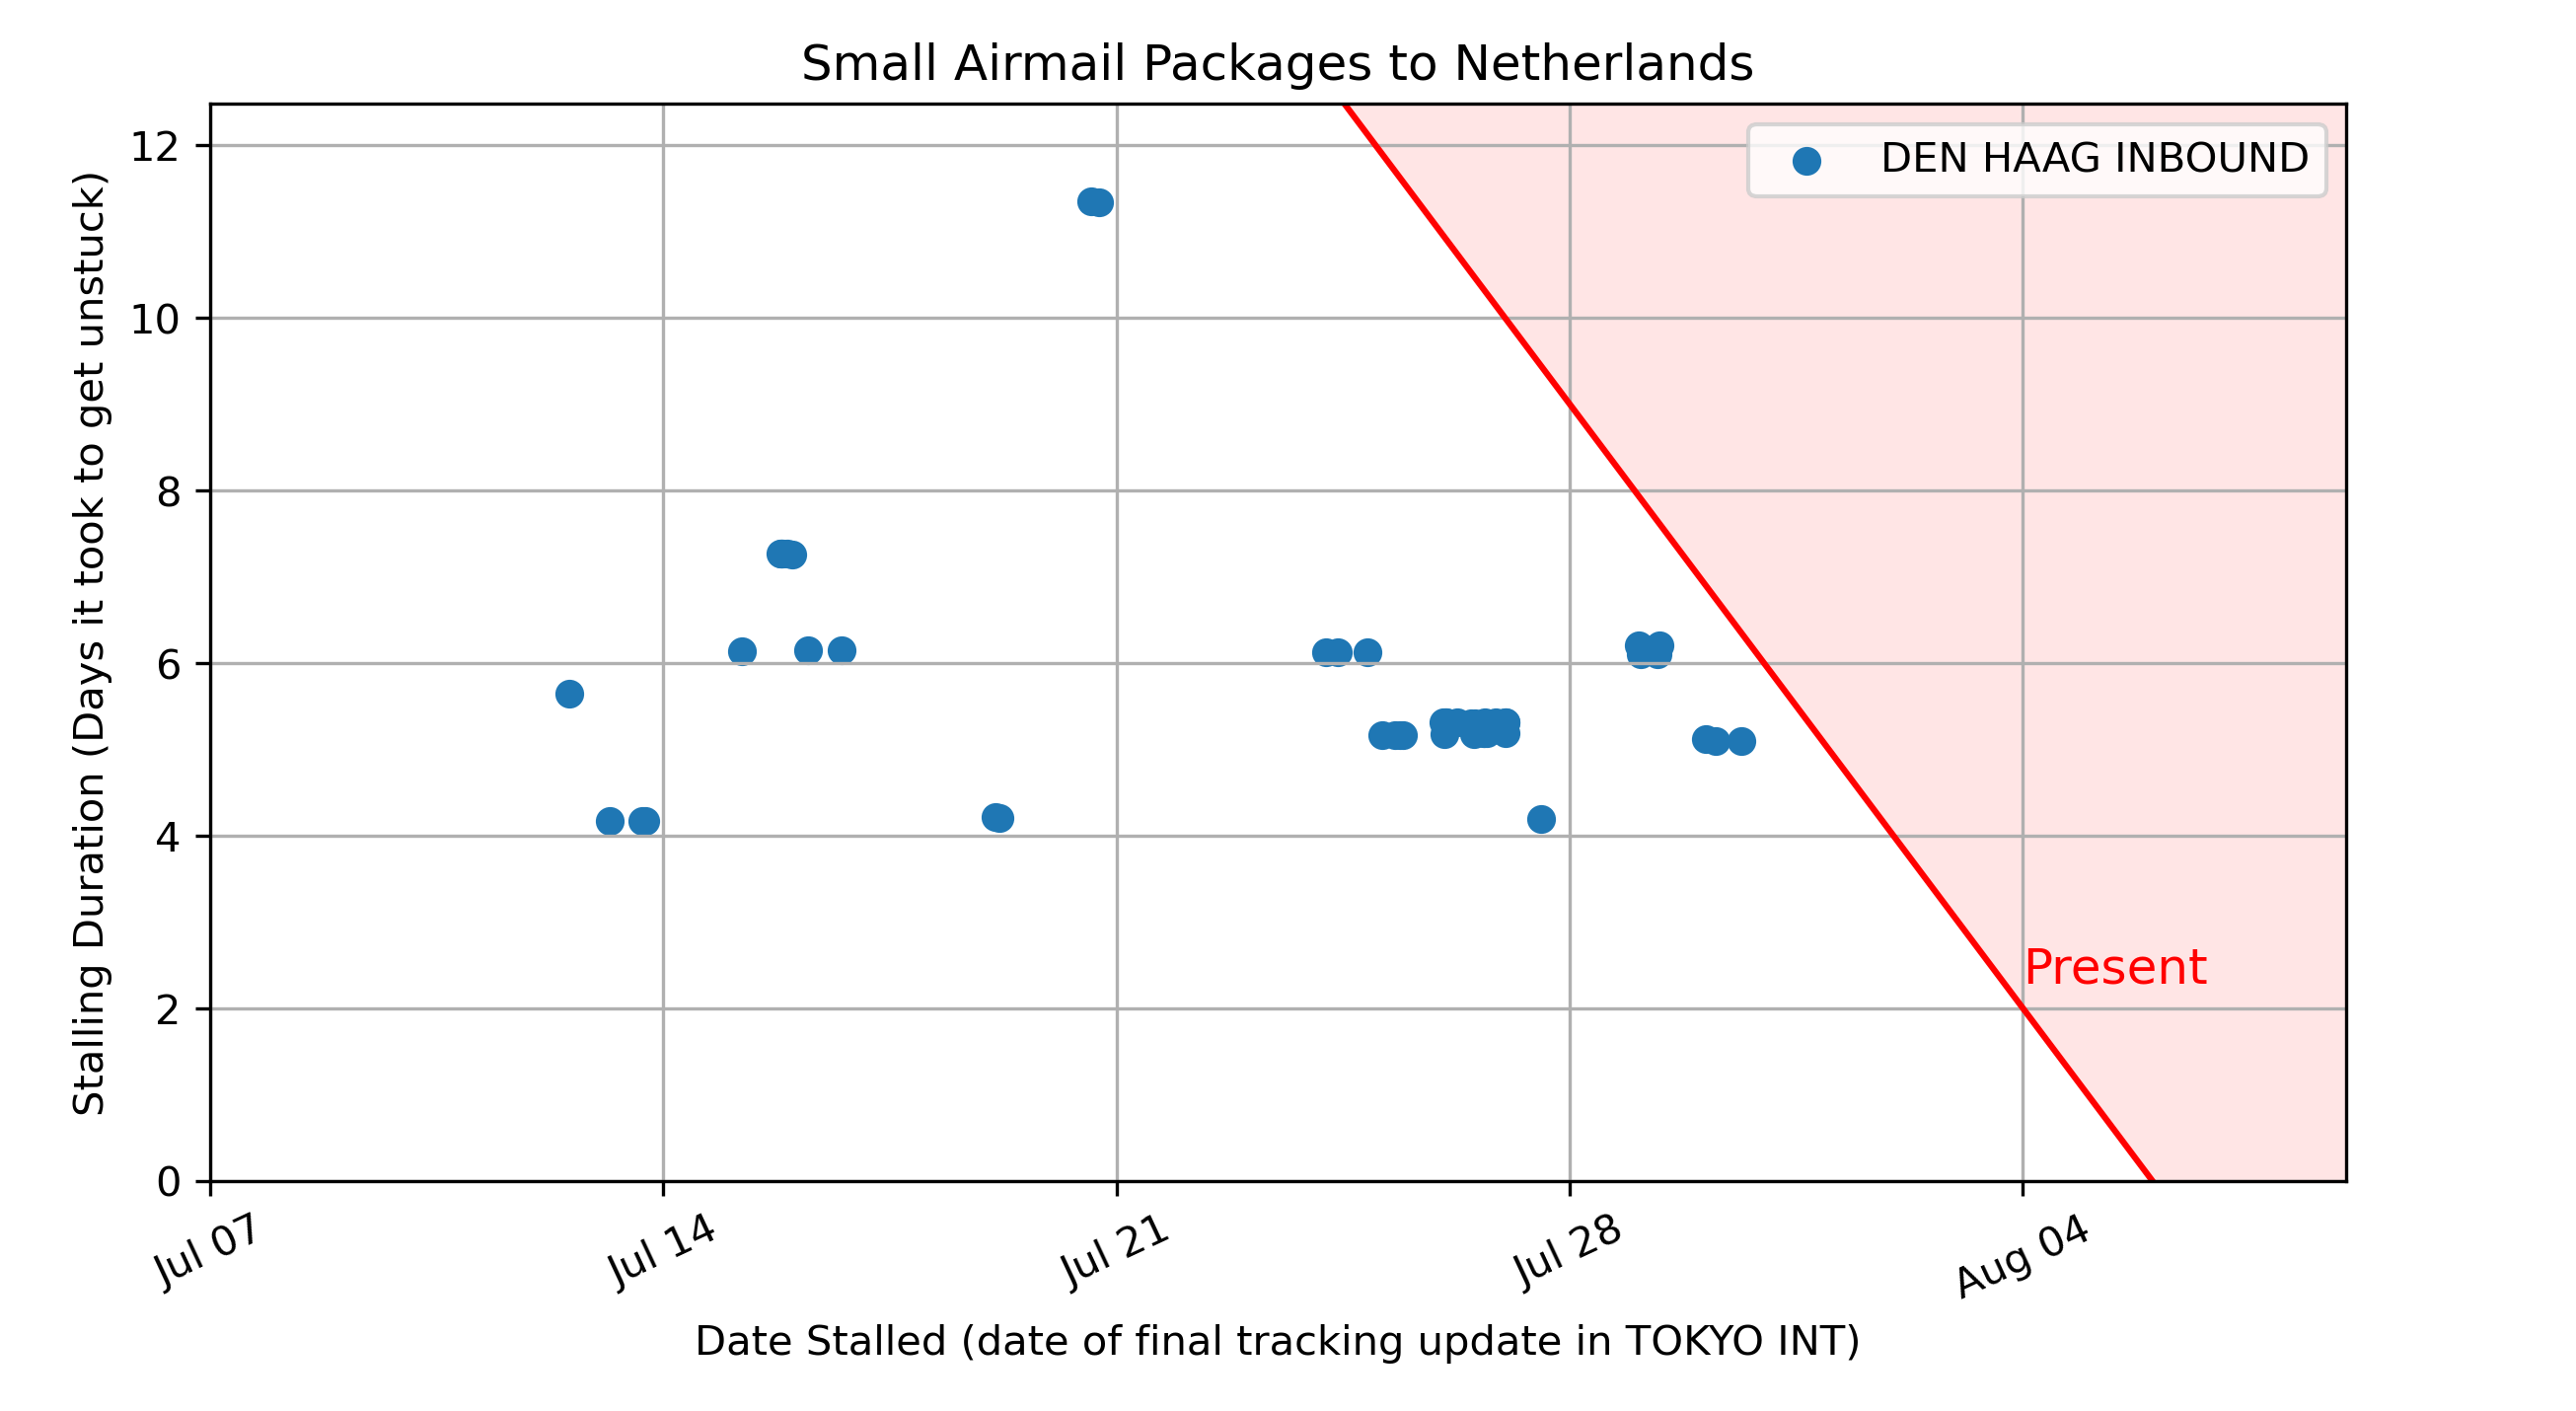 Small Airmail Packages to Netherlands
DEN HAAG INBOUND
Stalling Duration (Days it took to get unstuck)
12
10
8
6
4
2
0
Present
Jul 07
Jul 14
Jul 21
Jul 28
Aug 04
Date Stalled (date of final tracking update in TOKYO INT)